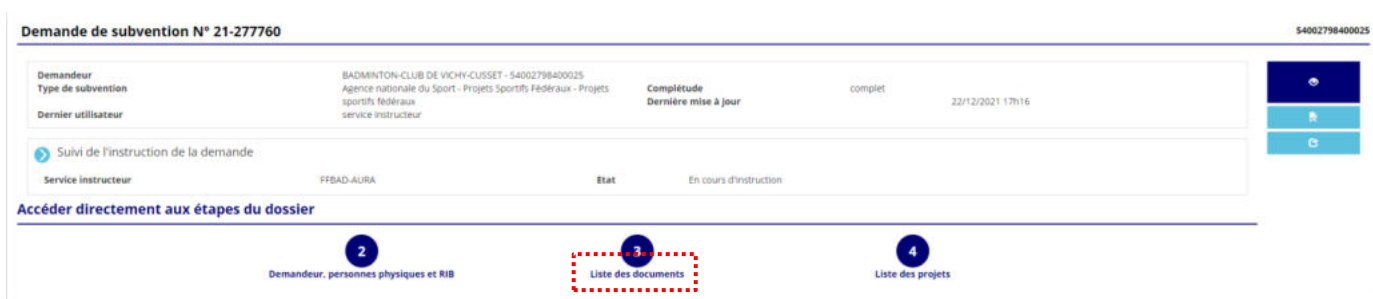 Demande de subvention N° 21-277760
54002798400025
Demandeur BADMINTON-CLUB DE VICHY-CUSSET - 54002798400025
Type de subvention Agence nationale du Sport - Projets Sportifs Fédéraux - Projets sportifs fédéraux
Complétude complet
Dernière mise à jour 22/12/2021 17h16
Dernier utilisateur service instructeur
Suivi de l'instruction de la demande
Service instructeur FFBAD-AURA Etat En cours d'instruction
Accéder directement aux étapes du dossier
2 3 4
Demandeur, personnes physiques et RIB Liste des documents Liste des projets